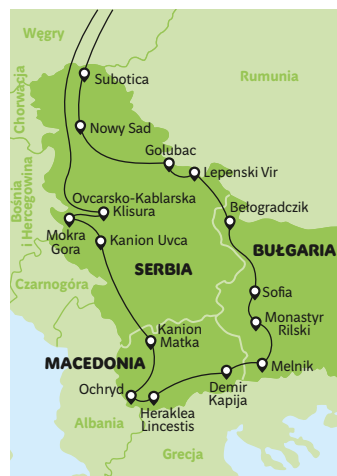 Węgry
Rumunia
Chorwacja
Subotica
Nowy Sad
Golubac
Lepenski Vir
Bośnia
i Hercegowina
Ovcarsko-Kablarska
Klisura
Bełogradczik
Mokra
Gora
Kanion Uvca
BUŁGARIA
SERBIA
Czarnogóra
Sofia
Monastyr
Rilski
Kanion
Matka
MACEDONIA
Melnik
Ochryd
Demir
Kapija
Heraklea
Lincestis
Albania
Grecja